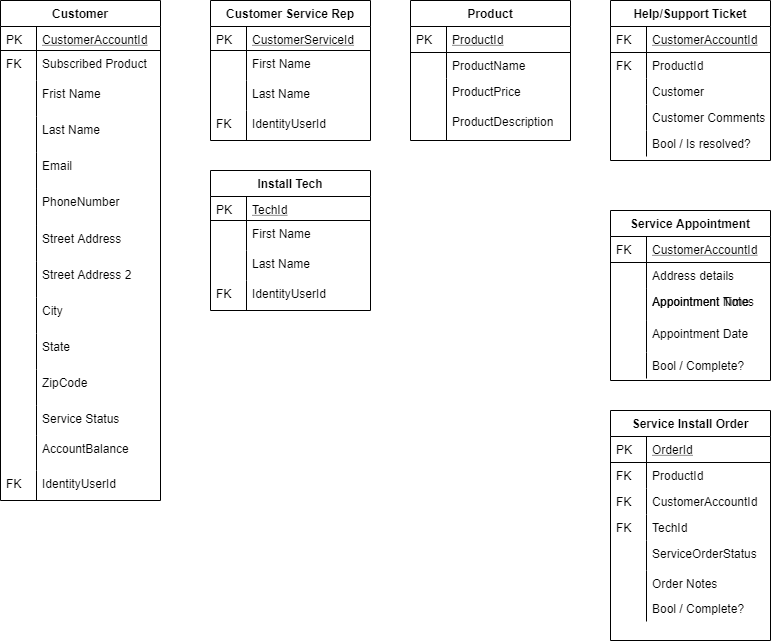 Customer
PK CustomerAccountId
FK Subscribed Product
Frist Name
Last Name
Email
PhoneNumber
Street Address
Street Address 2
City
State
ZipCode
Service Status
AccountBalance
FK IdentityUserId
Customer Service Rep
PK CustomerServiceId
First Name
Last Name
FK IdentityUserId
Install Tech
PK TechId
First Name
Last Name
FK IdentityUserId
Product
PK ProductId
ProductName
ProductPrice
ProductDescription
Help/Support Ticket
FK CustomerAccountId
FK ProductId
Customer
Customer Comments
Bool / Is resolved?
Service Appointment
FK CustomerAccountId
Address details
Appointment
Appointment Date
Bool / Complete?
Service Install Order
PK OrderId
FK ProductId
FK CustomerAccountId
FK TechId
ServiceOrderStatus
Order Notes
Bool / Complete?